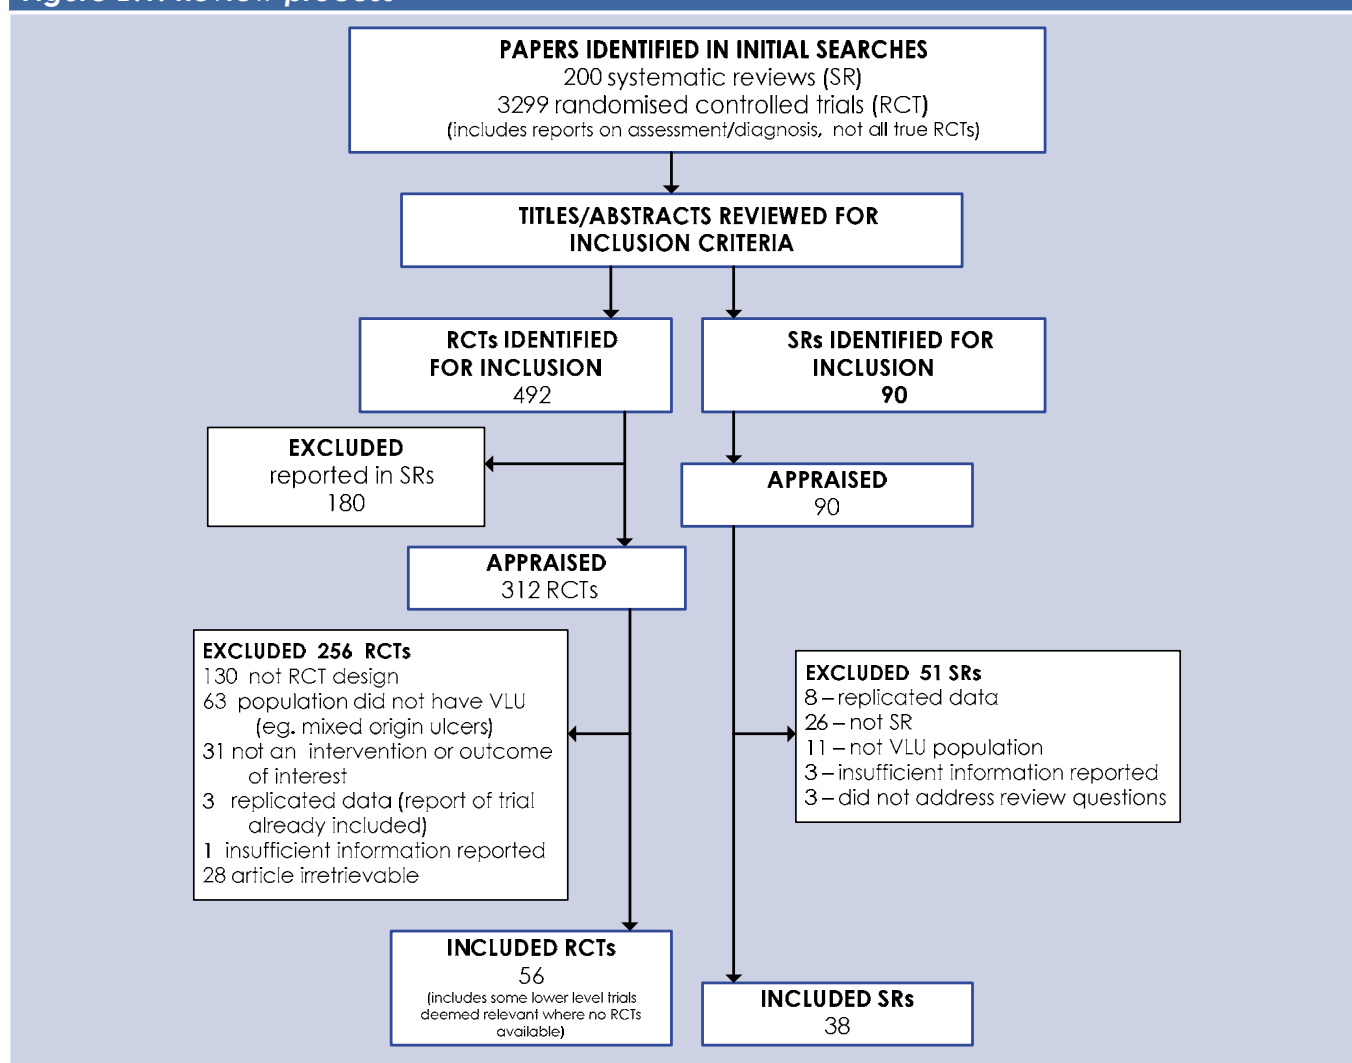 PAPERS IDENTIFIED IN INITIAL SEARCHES
200 systematic reviews (SR)
3299 randomised controlled trials (RCT)
(includes reports on assessment/diagnosis, not all true RCTs)
TITLES/ABSTRACTS REVIEWED FOR
INCLUSION CRITERIA
RCTs IDENTIFIED
FOR INCLUSION
492
SRs IDENTIFIED FOR
INCLUSION
90
EXCLUDED
reported in SRs
180
APPRAISED
90
APPRAISED
312 RCTs
EXCLUDED 256 RCTs
130 not RCT design
63 population did not have VLU
(eg. mixed origin ulcers)
31 not an intervention or outcome
of interest
3 replicated data (report of trial
already included)
1 insufficient information reported
28 article irretrievable
EXCLUDED 51 SRs
8 – replicated data
26 – not SR
11 – not VLU population
3 – insufficient information reported
3 – did not address review questions
INCLUDED RCTs
56
(includes some lower level trials
deemed relevant where no RCTs
available)
INCLUDED SRs
38